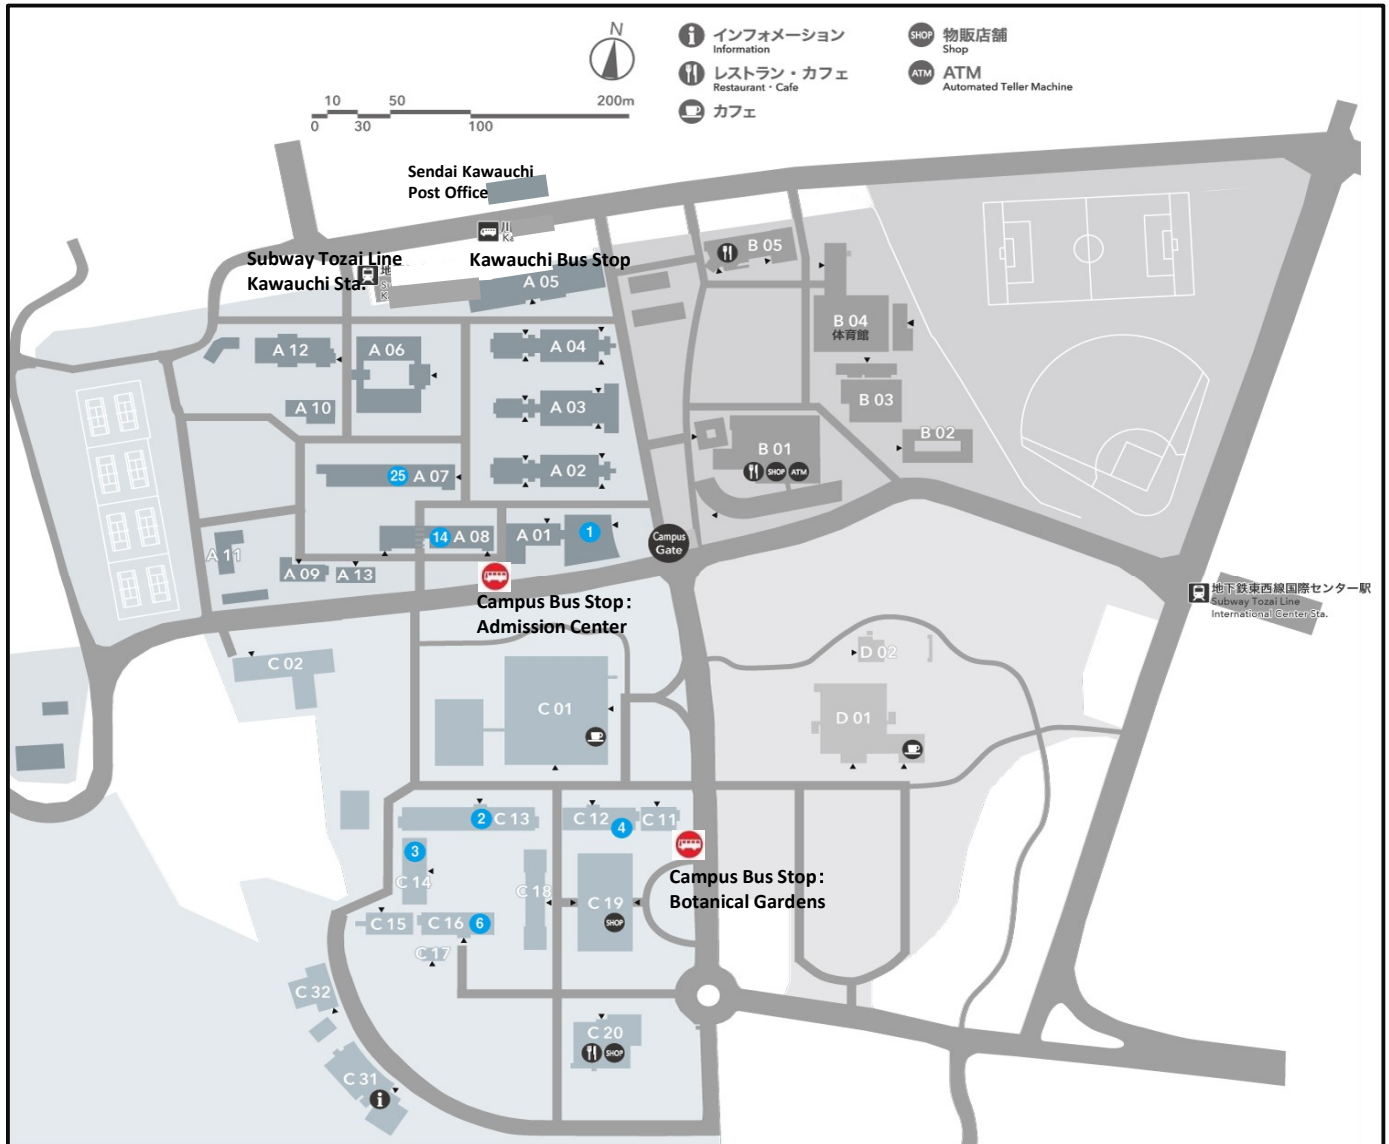 N
インフォメーション
Information
SHOP 物販店舗
Shop
レストラン・カフェ
Restaurant・Cafe
ATM ATM
Automated Teller Machine
カフェ
10 50 200m
0 30 100
Sendai Kawauchi
Post Office
川
Subway Tozai Line
Kawauchi Sta.
地
Kawauchi Bus Stop
A 05
B 05
A 12
A 06
A 04
B 04
体育館
A 10
A 03
B 03
B 02
B 01
SHOP ATM
25 A 07
A 02
14 A 08
A 01
1
Campus
Gate
A 11
A 09
A 13
地下鉄東西線国際センター駅
Subway Tozai Line
International Center Sta.
Campus Bus Stop:
Admission Center
C 02
D 02
C 01
D 01
2 C 13
C 12 4
C 11
3
C 14
Campus Bus Stop:
Botanical Gardens
C 18
C 19
SHOP
C 15
C 16 6
C 17
C 32
C 20
SHOP
C 31